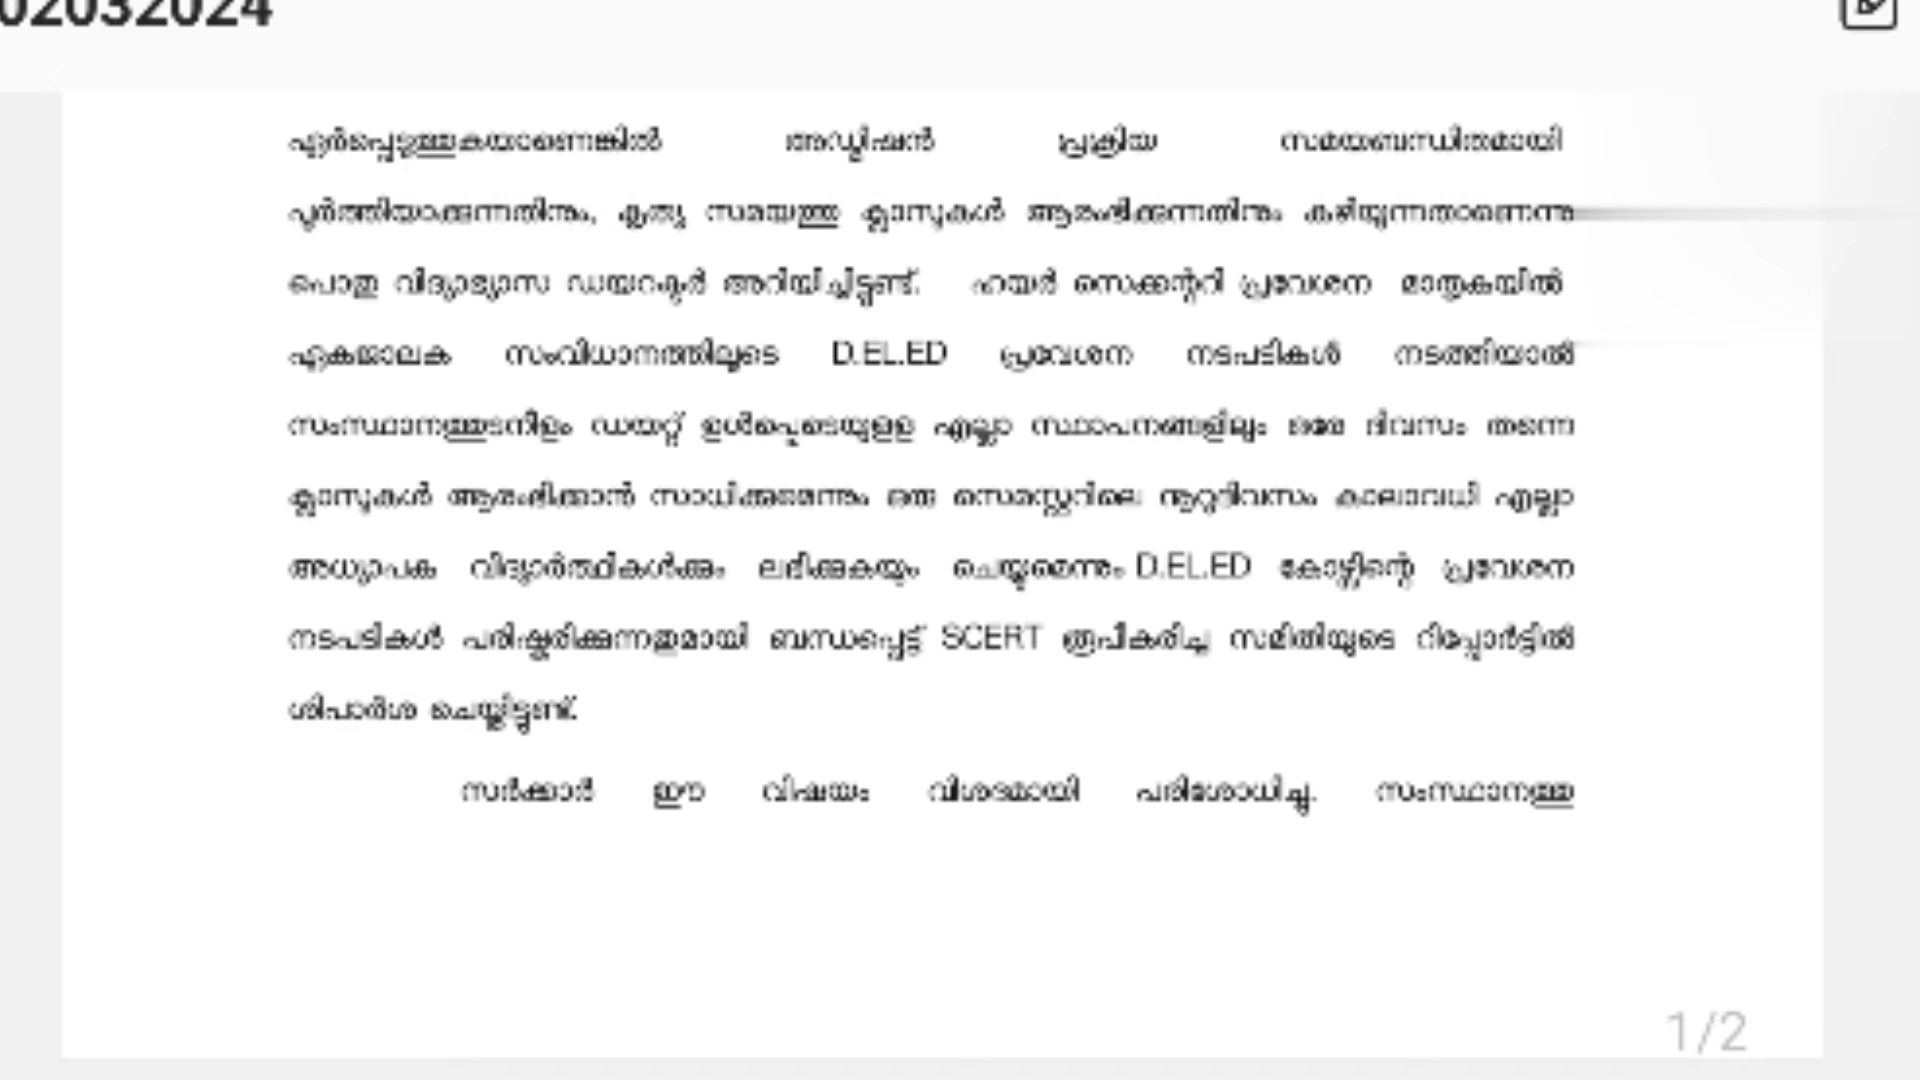 02032024
ഏർപ്പെടുത്തുകയാണെങ്കിൽ അഡ്മിഷൻ പ്രക്രിയ സമയബന്ധിതമായി
പൂർത്തിയാക്കുന്നതിനും, കൃത്യ സമയത്തു ക്ലാസുകൾ ആരംഭിക്കുന്നതിനും കഴിയുന്നതാണെന്നു
പൊതു വിദ്യാഭ്യാസ ഡയറക്ടർ അറിയിച്ചിട്ടുണ്ട്. ഹയർ സെക്കന്ററി പ്രവേശന മാതൃകയിൽ
ഏകജാലക സംവിധാനത്തിലൂടെ D.EL.ED പ്രവേശന നടപടികൾ നടത്തിയാൽ
സംസ്ഥാനത്തുടനീളം ഡയറ്റ് ഉൾപ്പെടെയുളള എല്ലാ സ്ഥാപനങ്ങളിലും ഒരേ ദിവസം തന്നെ
ക്ലാസുകൾ ആരംഭിക്കാൻ സാധിക്കുമെന്നും ഒരു സെമസ്റ്ററിലെ നൂറുദിവസം കാലാവധി എല്ലാ
അധ്യാപക വിദ്യാർത്ഥികൾക്കും ലഭിക്കുകയും ചെയ്യുമെന്നും D.EL.ED കോഴ്സിന്റെ പ്രവേശന
നടപടികൾ പരിഷ്കരിക്കുന്നതുമായി ബന്ധപ്പെട്ട് SCERT രൂപീകരിച്ച സമിതിയുടെ റിപ്പോർട്ടിൽ
ശിപാർശ ചെയ്തിട്ടുണ്ട്.
സർക്കാർ ഈ വിഷയം വിശദമായി പരിശോധിച്ചു. സംസ്ഥാനത്തു
1/2